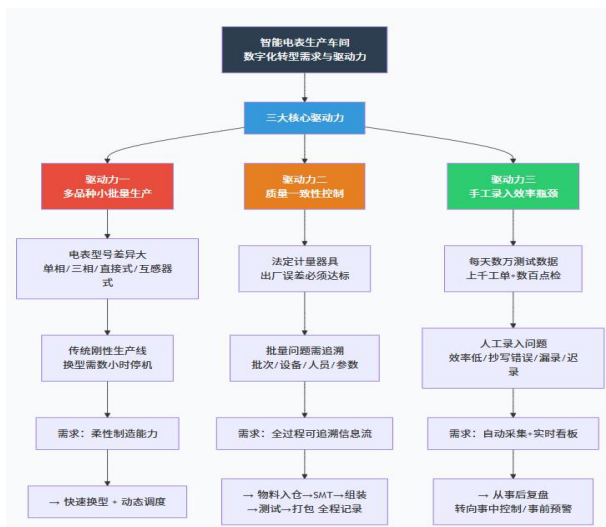 智能电表生产车间
数字化转型需求与驱动力
三大核心驱动力
驱动力一
多品种小批量生产
电表型号差异大
单相/三相/直接式/互感器
式
传统刚性生产线
换型需数小时停机
需求：柔性制造能力
→ 快速换型 + 动态调度
驱动力二
质量一致性控制
法定计量器具
出厂误差必须达标
批量问题需追溯
批次/设备/人员/参数
需求：全过程可追溯信息流
→ 物料入仓→SMT→组装
→测试→打包 全程记录
驱动力三
手工录入效率瓶颈
每天数万测试数据
上千工单+数百点检
人工录入问题
效率低/抄写错误/漏录/迟
录
需求：自动采集+实时看板
→ 从事后复盘
转向事中控制/事前预警